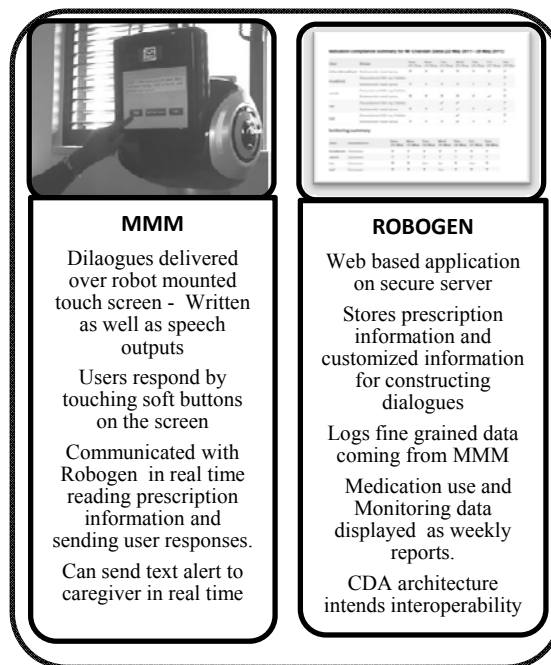 MMM
Dilaogues delivered
over robot mounted
touch screen - Written
as well as speech
outputs
Users respond by
touching soft buttons
on the screen
Communicated with
Robogen in real time
reading prescription
information and
sending user responses.
Can send text alert to
caregiver in real time
ROBOGEN
Web based application
on secure server
Stores prescription
information and
customized information
for constructing
dialogues
Logs fine grained data
coming from MMM
Medication use and
Monitoring data
displayed as weekly
reports.
CDA architecture
intends interoperability